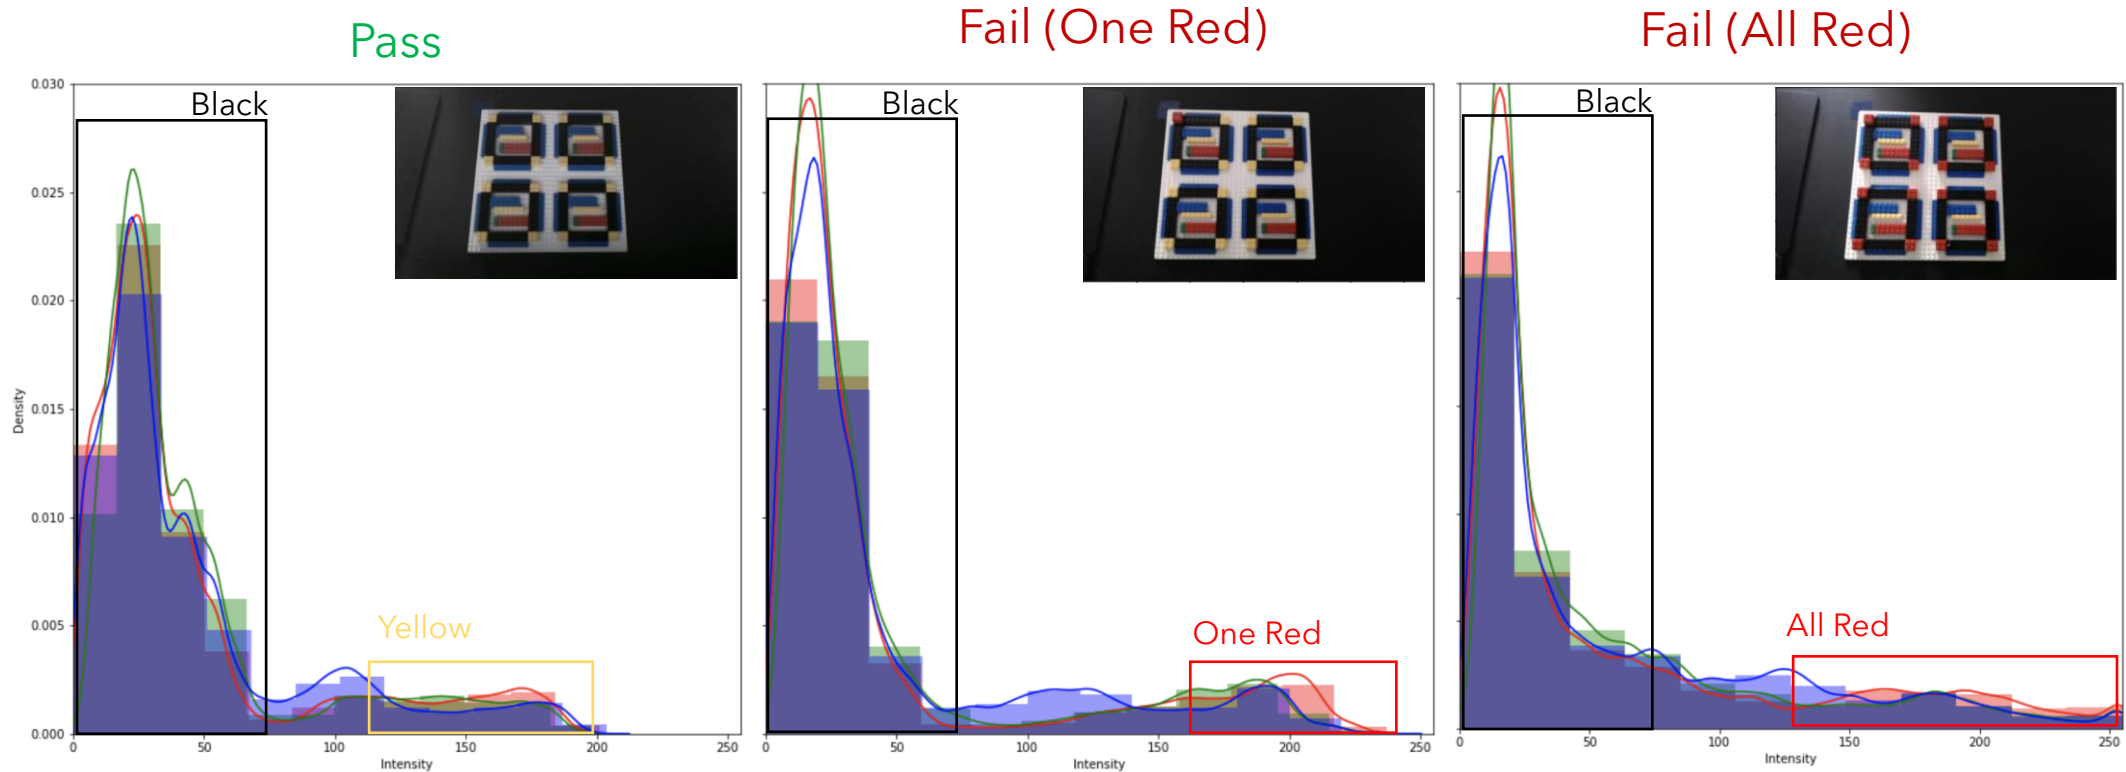 Pass
Fail (One Red)
Fail (All Red)
0.030
0.025
0.020
0.015
0.010
0.005
0.000
Density
Black
Yellow
0
50
100
150
200
250
Intensity
Black
One Red
0
50
100
150
200
250
Intensity
Black
All Red
0
50
100
150
200
250
Intensity